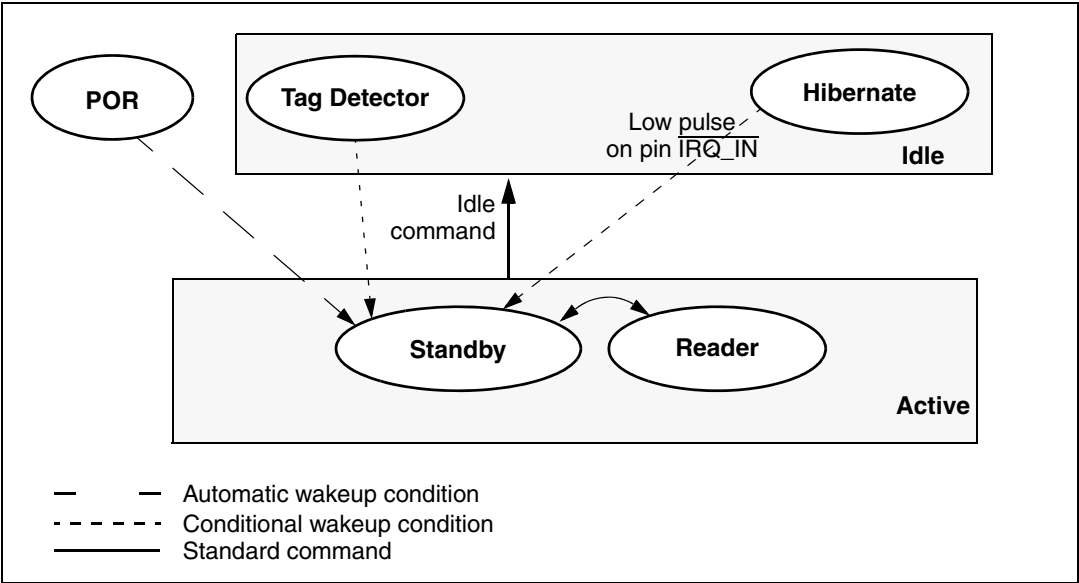 POR
Tag Detector
Hibernate
Low pulse
on pin IRQ_IN
Idle
Idle
command
Standby
Reader
Active
Automatic wakeup condition
Conditional wakeup condition
Standard command